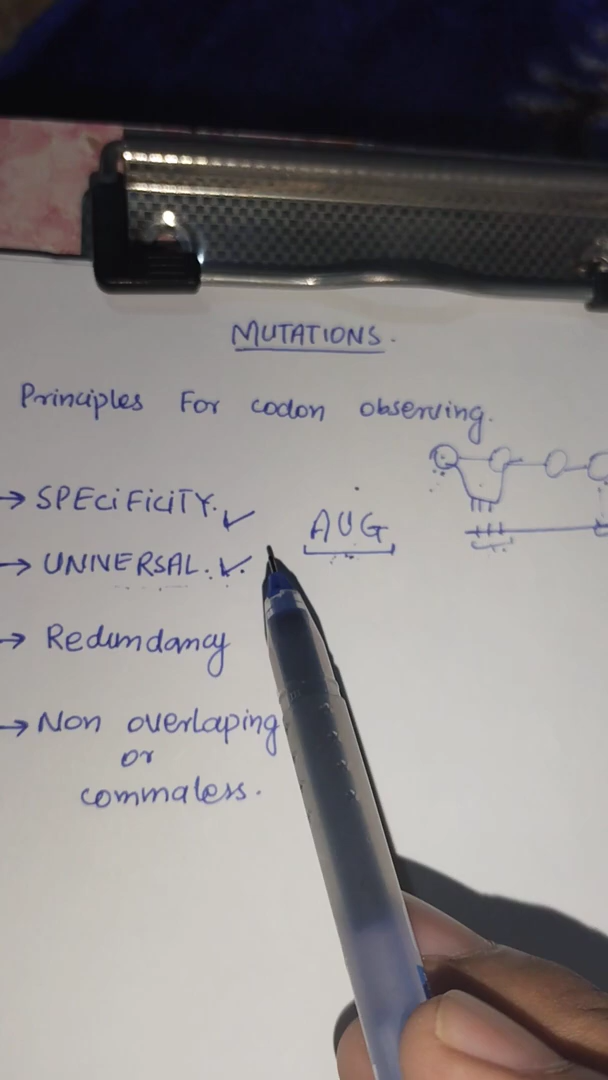 MUTATIONS.
Principles For codon observing.
→ SPECiFiCiTY. ✓
AUG
→ UNIVERSAL. ✓
→ Redundancy
→ Non overlaping
or
commaless.